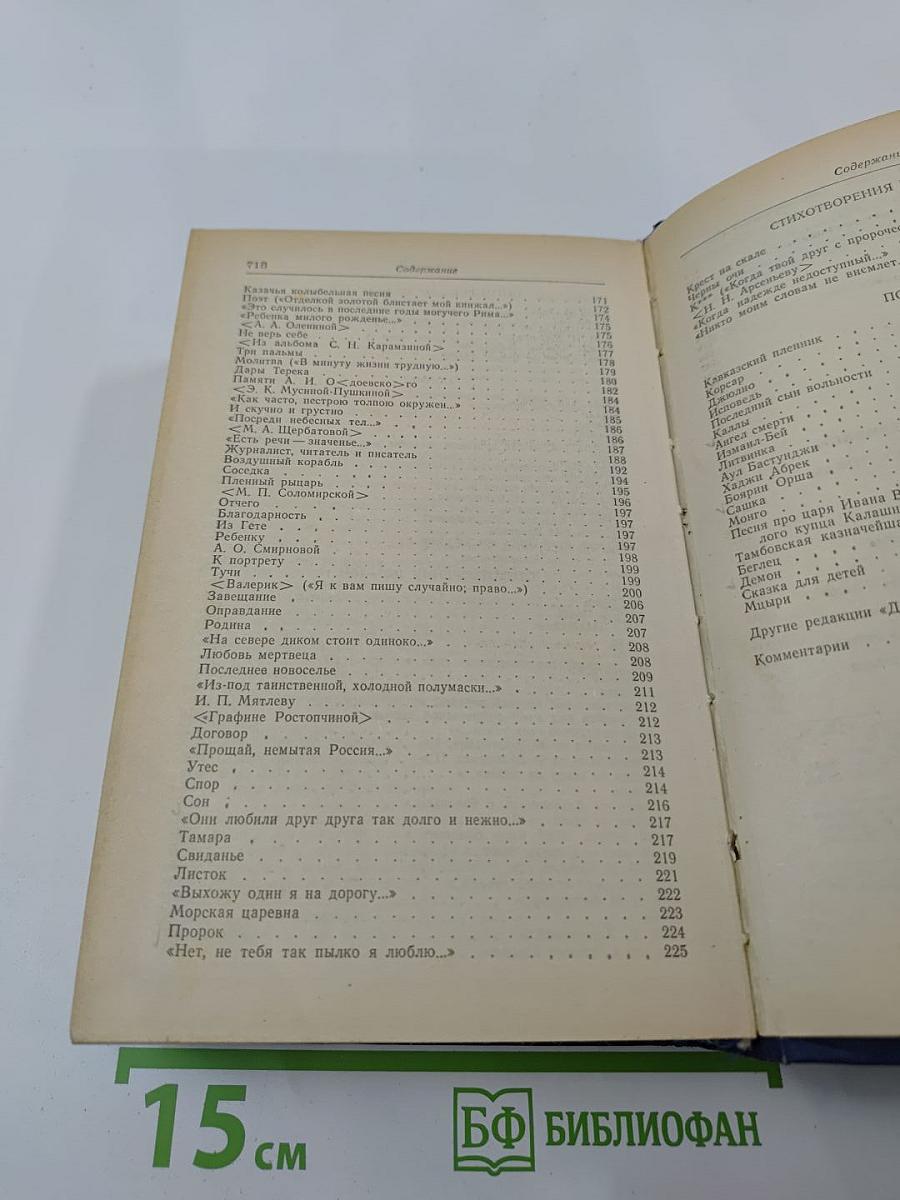 718
Содержание
Казачья колыбельная песня . . . 171
Поэт («Отделкой золотой блистает мой кинжал...») . . . 172
«Это случилось в последние годы могучего Рима...» . . . 174
«Ребенка милого рожденье...» . . . 175
<А. А. Олениной> . . . 175
Не верь себе . . . 176
<Из альбома С. Н. Карамзиной> . . . 177
Три пальмы . . . 178
Молитва («В минуту жизни трудную...») . . . 179
Дары Терека . . . 180
Памяти А. И. О<доевско>го . . . 182
<Э. К. Мусиной-Пушкиной> . . . 184
«Как часто, пестрою толпою окружен...» . . . 184
И скучно и грустно . . . 185
«Посреди небесных тел...» . . . 186
<М. А. Щербатовой> . . . 186
«Есть речи — значенье...» . . . 187
Журналист, читатель и писатель . . . 188
Воздушный корабль . . . 192
Соседка . . . 194
Пленный рыцарь . . . 195
<М. П. Соломирской> . . . 196
Отчего . . . 197
Благодарность . . . 197
Из Гете . . . 197
Ребенку . . . 197
А. О. Смирновой . . . 198
К портрету . . . 199
Тучи . . . 199
<Валерик> («Я к вам пишу случайно; право...») . . . 200
Завещание . . . 206
Оправдание . . . 207
Родина . . . 207
«На севере диком стоит одиноко...» . . . 208
Любовь мертвеца . . . 208
Последнее новоселье . . . 209
«Из-под таинственной, холодной полумаски...» . . . 211
И. П. Мятлеву . . . 212
<Графине Ростопчиной> . . . 212
Договор . . . 213
«Прощай, немытая Россия...» . . . 213
Утес . . . 214
Спор . . . 214
Сон . . . 216
«Они любили друг друга так долго и нежно...» . . . 217
Тамара . . . 217
Свиданье . . . 219
Листок . . . 221
«Выхожу один я на дорогу...» . . . 222
Морская царевна . . . 223
Пророк . . . 224
«Нет, не тебя так пылко я люблю...» . . . 225
Содержани
СТИХОТВОРЕНИЯ
Крест на скале . . .
Черны очи . . .
К*** («Когда твой друг с пророчес
<Н. Н. Арсеньеву> . . .
«Когда надежде недоступный...»
«Никто моим словам не внемлет.
ПО
Кавказский пленник . . .
Корсар . . .
Джюлио . . .
Исповедь . . .
Последний сын вольности . . .
Каллы . . .
Ангел смерти . . .
Измаил-Бей . . .
Литвинка . . .
Аул Бастунджи . . .
Хаджи Абрек . . .
Боярин Орша . . .
Сашка . . .
Монго . . .
Песня про царя Ивана В
лого купца Калашн
Тамбовская казначейша
Беглец . . .
Демон . . .
Сказка для детей . . .
Мцыри . . .
Другие редакции «Д
Комментарии . . .
15 см
БФ БИБЛИОФАН